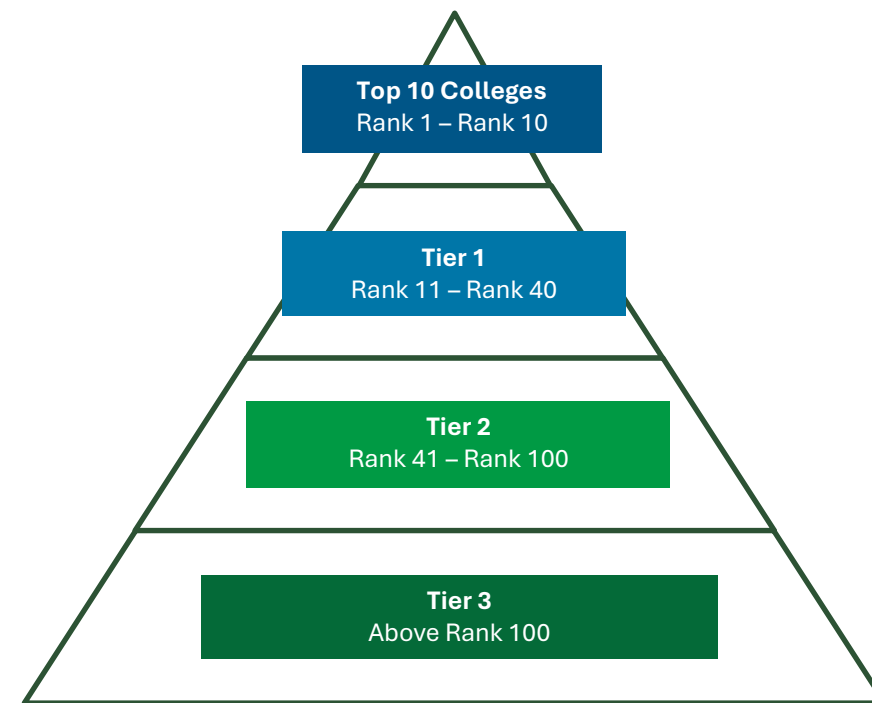 Top 10 Colleges
Rank 1 – Rank 10
Tier 1
Rank 11 – Rank 40
Tier 2
Rank 41 – Rank 100
Tier 3
Above Rank 100